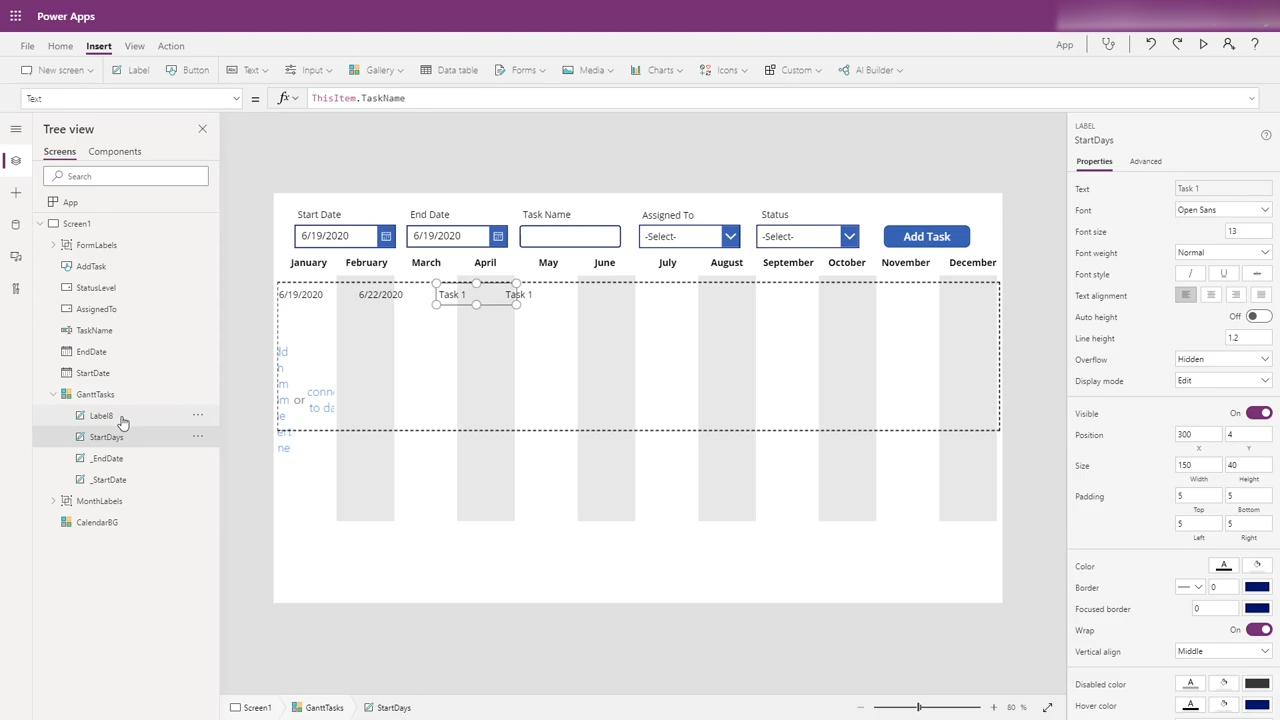 Power Apps
File Home Insert View Action App
New screen Label Button Text Input Gallery Data table Forms Media Charts Icons Custom AI Builder
Text = fx ThisItem.TaskName
Tree view
Screens Components
Search
App
Screen1
FormLabels
AddTask
StatusLevel
AssignedTo
TaskName
EndDate
StartDate
GanttTasks
Label8 ...
StartDays ...
_EndDate
_StartDate
MonthLabels
CalendarBG
Start Date End Date Task Name Assigned To Status
6/19/2020 6/19/2020 -Select- -Select- Add Task
January February March April May June July August September October November December
6/19/2020 6/22/2020 Task 1 Task 1
ld
h
m
m or
e
ert
ne
conn
to da
Screen1 GanttTasks StartDays
80 %
LABEL
StartDays
Properties Advanced
Text Task 1
Font Open Sans
Font size 13
Font weight Normal
Font style / U abc
Text alignment
Auto height Off
Line height 1.2
Overflow Hidden
Display mode Edit
Visible On
Position 300 4
X Y
Size 150 40
Width Height
Padding 5 5
Top Bottom
5 5
Left Right
Color A
Border 0
Focused border 0
Wrap On
Vertical align Middle
Disabled color A
Hover color A